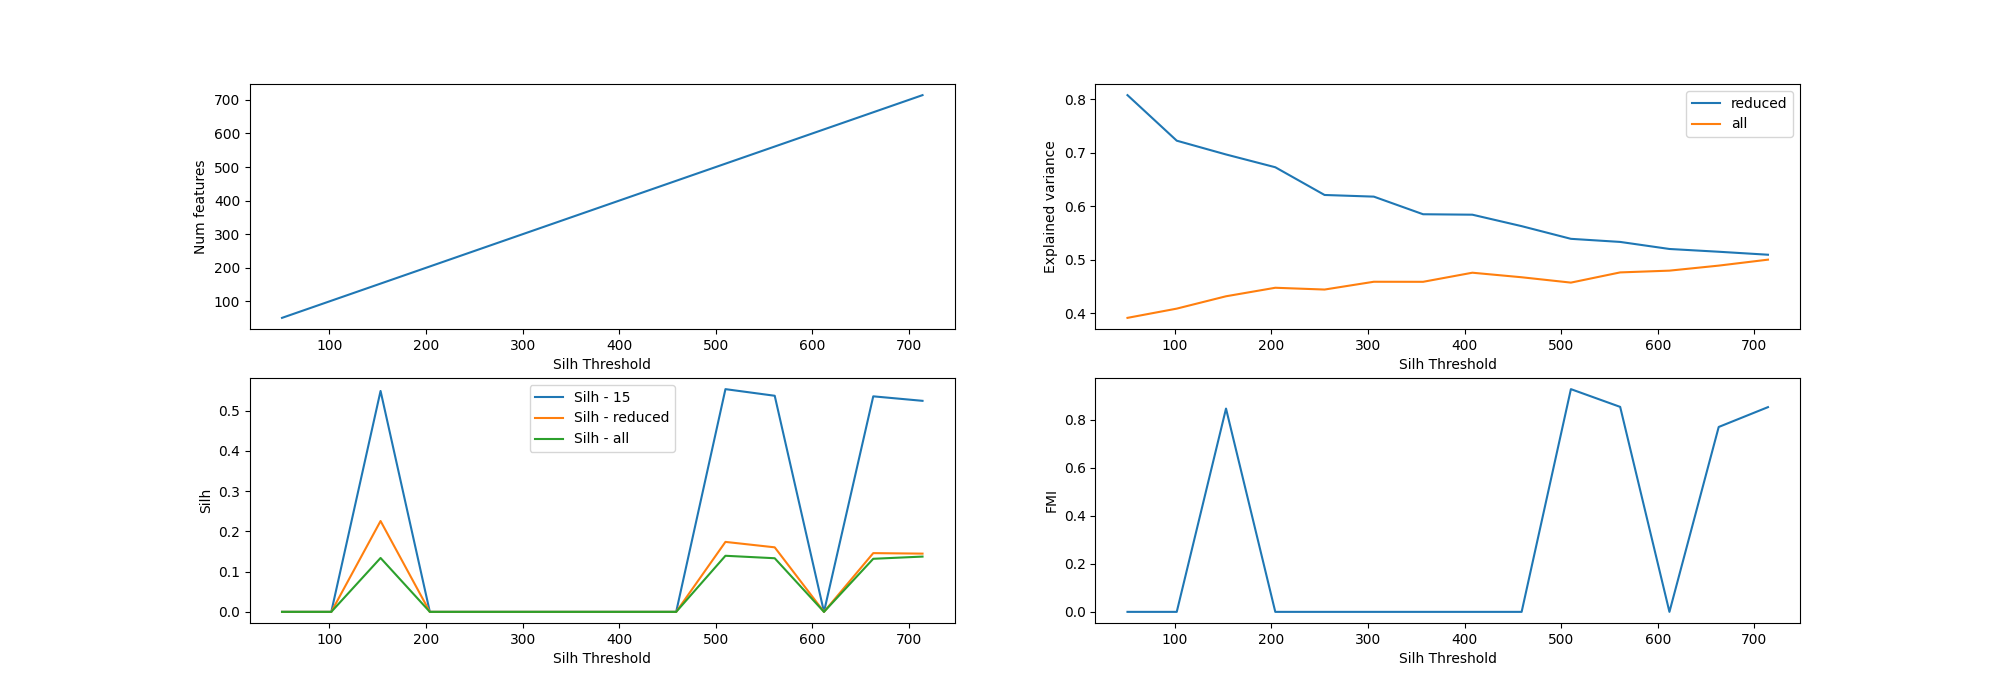 700
600
500
400
300
200
100
Num features
100 200 300 400 500 600 700
Silh Threshold
0.8
0.7
0.6
0.5
0.4
Explained variance
reduced
all
100 200 300 400 500 600 700
Silh Threshold
0.5
0.4
0.3
0.2
0.1
0.0
Silh
Silh - 15
Silh - reduced
Silh - all
100 200 300 400 500 600 700
Silh Threshold
0.8
0.6
0.4
0.2
0.0
FMI
100 200 300 400 500 600 700
Silh Threshold